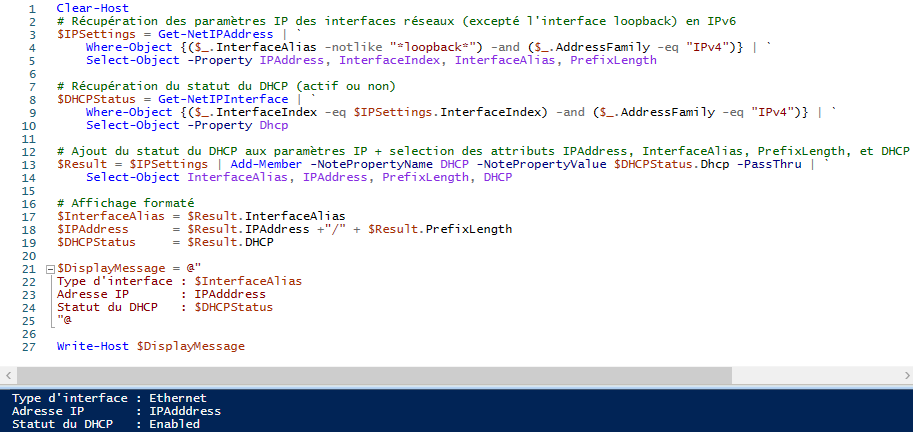 1 Clear-Host
2 # Récupération des paramètres IP des interfaces réseaux (excepté l'interface loopback) en IPv6
3 $IPSettings = Get-NetIPAddress | `
4 Where-Object {($_.InterfaceAlias -notlike "*loopback*") -and ($_.AddressFamily -eq "IPv4")} | `
5 Select-Object -Property IPAddress, InterfaceIndex, InterfaceAlias, PrefixLength
6
7 # Récupération du statut du DHCP (actif ou non)
8 $DHCPStatus = Get-NetIPInterface | `
9 Where-Object {($_.InterfaceIndex -eq $IPSettings.InterfaceIndex) -and ($_.AddressFamily -eq "IPv4")} | `
10 Select-Object -Property Dhcp
11
12 # Ajout du statut du DHCP aux paramètres IP + selection des attributs IPAddress, InterfaceAlias, PrefixLength, et DHCP
13 $Result = $IPSettings | Add-Member -NotePropertyName DHCP -NotePropertyValue $DHCPStatus.Dhcp -PassThru | `
14 Select-Object InterfaceAlias, IPAddress, PrefixLength, DHCP
15
16 # Affichage formaté
17 $InterfaceAlias = $Result.InterfaceAlias
18 $IPAddress = $Result.IPAddress +"/" + $Result.PrefixLength
19 $DHCPStatus = $Result.DHCP
20
21 $DisplayMessage = @"
22 Type d'interface : $InterfaceAlias
23 Adresse IP : IPAdddress
24 Statut du DHCP : $DHCPStatus
25 "@
26
27 Write-Host $DisplayMessage
Type d'interface : Ethernet
Adresse IP : IPAdddress
Statut du DHCP : Enabled